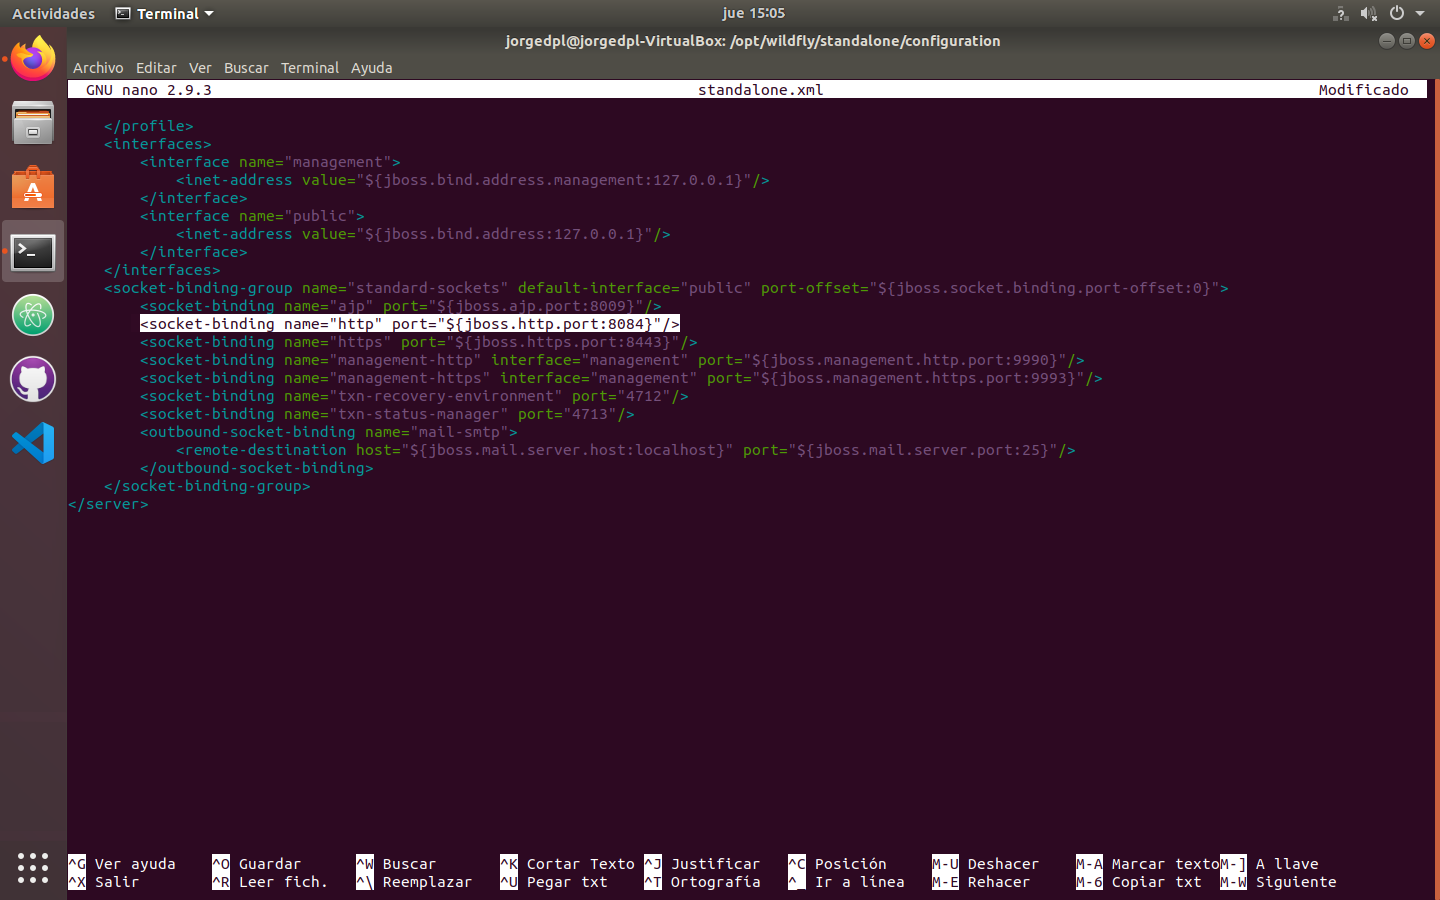 Actividades Terminal jue 15:05
jorgedpl@jorgedpl-VirtualBox: /opt/wildfly/standalone/configuration
Archivo Editar Ver Buscar Terminal Ayuda
GNU nano 2.9.3 standalone.xml Modificado
</profile>
<interfaces>
<interface name="management">
<inet-address value="${jboss.bind.address.management:127.0.0.1}"/>
</interface>
<interface name="public">
<inet-address value="${jboss.bind.address:127.0.0.1}"/>
</interface>
</interfaces>
<socket-binding-group name="standard-sockets" default-interface="public" port-offset="${jboss.socket.binding.port-offset:0}">
<socket-binding name="ajp" port="${jboss.ajp.port:8009}"/>
<socket-binding name="http" port="${jboss.http.port:8084}"/>
<socket-binding name="https" port="${jboss.https.port:8443}"/>
<socket-binding name="management-http" interface="management" port="${jboss.management.http.port:9990}"/>
<socket-binding name="management-https" interface="management" port="${jboss.management.https.port:9993}"/>
<socket-binding name="txn-recovery-environment" port="4712"/>
<socket-binding name="txn-status-manager" port="4713"/>
<outbound-socket-binding name="mail-smtp">
<remote-destination host="${jboss.mail.server.host:localhost}" port="${jboss.mail.server.port:25}"/>
</outbound-socket-binding>
</socket-binding-group>
</server>
^G Ver ayuda ^O Guardar ^W Buscar ^K Cortar Texto ^J Justificar ^C Posición M-U Deshacer M-A Marcar texto M-] A llave
^X Salir ^R Leer fich. ^\ Reemplazar ^U Pegar txt ^T Ortografía ^_ Ir a línea M-E Rehacer M-6 Copiar txt M-W Siguiente